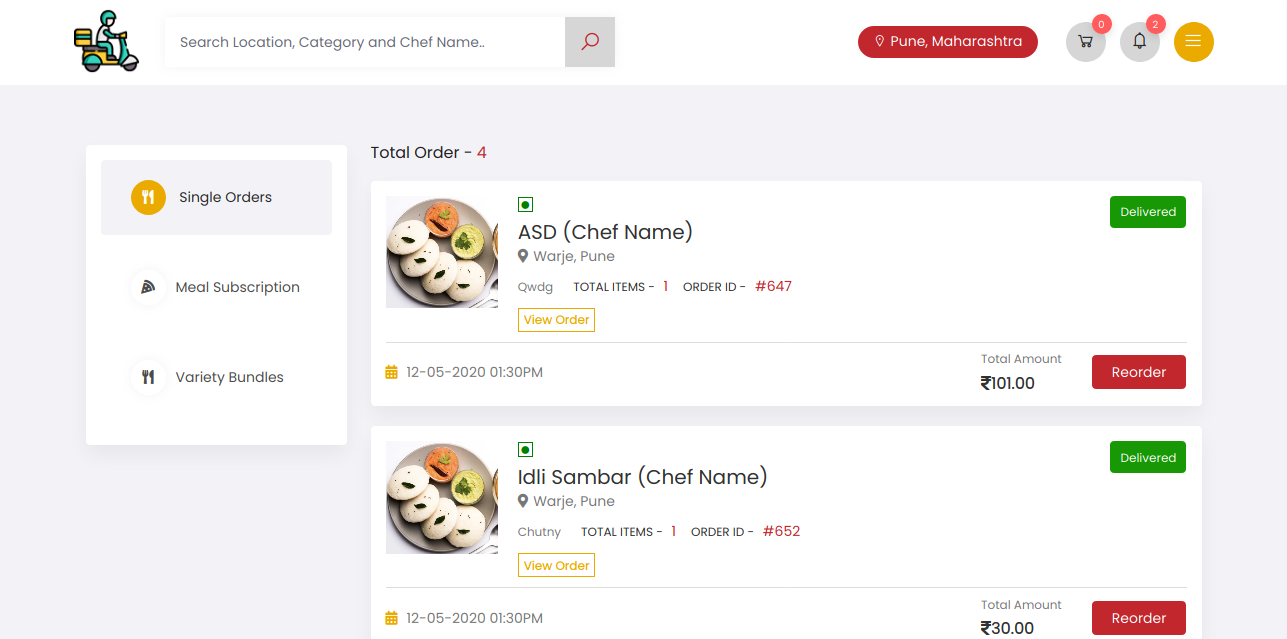 Search Location, Category and Chef Name..
Pune, Maharashtra
0
2
Single Orders
Meal Subscription
Variety Bundles
Total Order - 4
ASD (Chef Name)
Delivered
Warje, Pune
Qwdg TOTAL ITEMS - 1 ORDER ID - #647
View Order
12-05-2020 01:30PM
Total Amount
₹101.00
Reorder
Idli Sambar (Chef Name)
Delivered
Warje, Pune
Chutny TOTAL ITEMS - 1 ORDER ID - #652
View Order
12-05-2020 01:30PM
Total Amount
₹30.00
Reorder